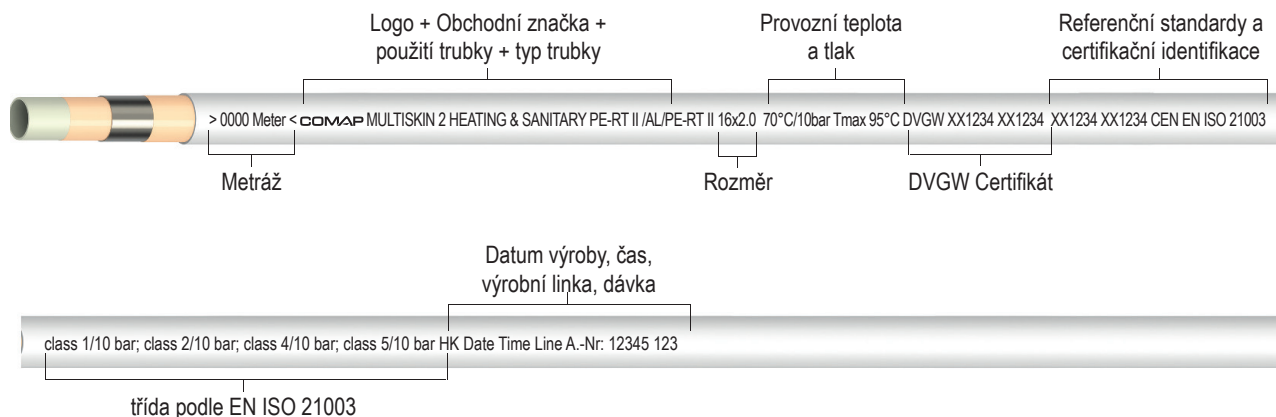 Logo + Obchodní značka +
použití trubky + typ trubky
Provozní teplota
a tlak
Referenční standardy a
certifikační identifikace
> 0000 Meter < COMAP MULTISKIN 2 HEATING & SANITARY PE-RT II /AL/PE-RT II 16x2.0 70°C/10bar Tmax 95°C DVGW XX1234 XX1234 XX1234 XX1234 CEN EN ISO 21003
Metráž
Rozměr
DVGW Certifikát
Datum výroby, čas,
výrobní linka, dávka
class 1/10 bar; class 2/10 bar; class 4/10 bar; class 5/10 bar HK Date Time Line A.-Nr: 12345 123
třída podle EN ISO 21003